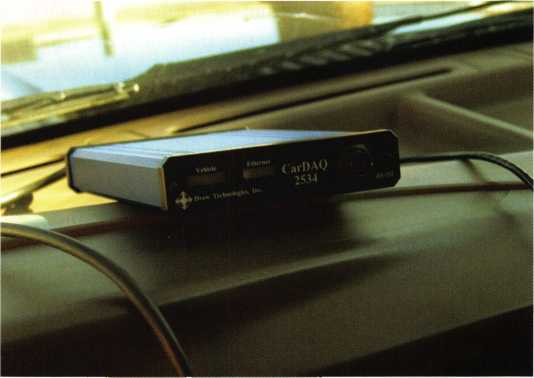 Vehicle
Ethernet
CarDAQ
2534
Drew Technologies, Inc.